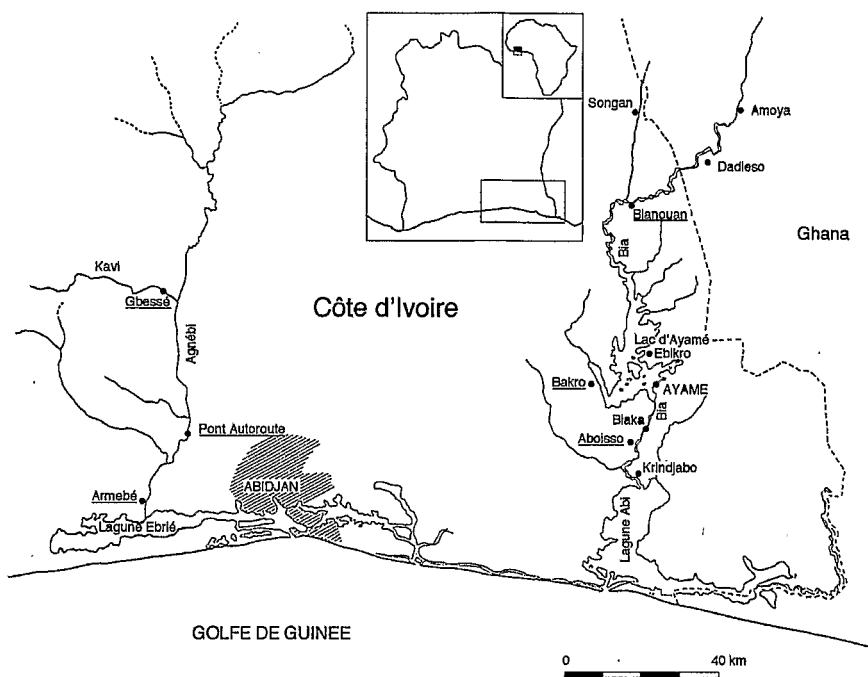 Songan
Amoya
Dadieso
Bianouan
Ghana
Bia
Kavi
Gbessé
Côte d'Ivoire
Agnébi
Lac d'Ayamé
Ebikro
Bakro
AYAME
Bia
Biaka
Pont Autoroute
Aboisso
Krindjabo
ABIDJAN
Armebé
Lagune Ebrié
Lagune Abi
GOLFE DE GUINEE
0 40 km